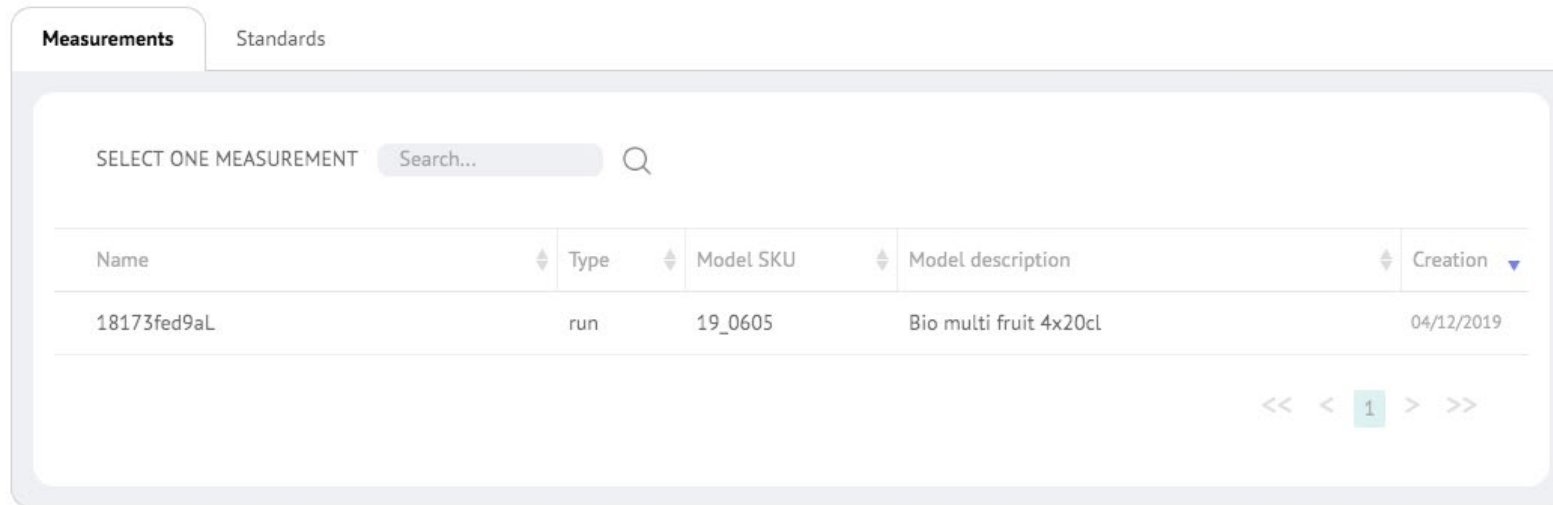 Measurements Standards
SELECT ONE MEASUREMENT Search...
Name Type Model SKU Model description Creation
18173fed9aL run 19_0605 Bio multi fruit 4x20cl 04/12/2019
<< < 1 > >>